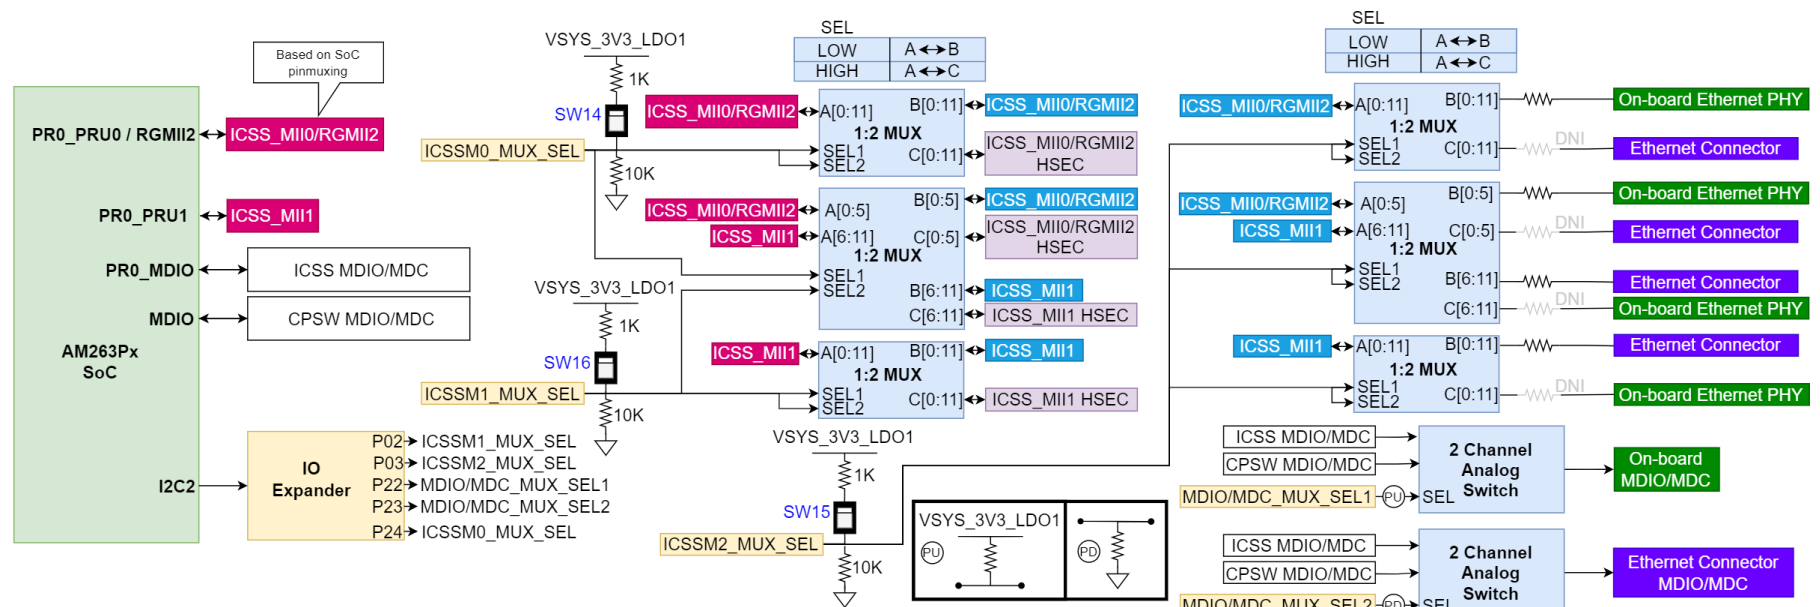 Based on SoC
pinmuxing
PR0_PRU0 / RGMII2
ICSS_MII0/RGMII2
PR0_PRU1
ICSS_MII1
PR0_MDIO
ICSS MDIO/MDC
MDIO
CPSW MDIO/MDC
AM263Px
SoC
I2C2
IO
Expander
P02
ICSSM1_MUX_SEL
P03
ICSSM2_MUX_SEL
P22
MDIO/MDC_MUX_SEL1
P23
MDIO/MDC_MUX_SEL2
P24
ICSSM0_MUX_SEL
VSYS_3V3_LDO1
1K
SW14
ICSSM0_MUX_SEL
10K
VSYS_3V3_LDO1
1K
SW16
ICSSM1_MUX_SEL
10K
VSYS_3V3_LDO1
1K
SW15
ICSSM2_MUX_SEL
10K
SEL
LOW
A
B
HIGH
A
C
ICSS_MII0/RGMII2
A[0:11]
B[0:11]
ICSS_MII0/RGMII2
1:2 MUX
SEL1
SEL2
C[0:11]
ICSS_MII0/RGMII2
HSEC
ICSS_MII0/RGMII2
A[0:5]
B[0:5]
ICSS_MII0/RGMII2
ICSS_MII1
A[6:11]
C[0:5]
ICSS_MII0/RGMII2
HSEC
1:2 MUX
SEL1
SEL2
B[6:11]
ICSS_MII1
C[6:11]
ICSS_MII1 HSEC
ICSS_MII1
A[0:11]
B[0:11]
ICSS_MII1
1:2 MUX
SEL1
SEL2
C[0:11]
ICSS_MII1 HSEC
VSYS_3V3_LDO1
PU
PD
SEL
LOW
A
B
HIGH
A
C
ICSS_MII0/RGMII2
A[0:11]
B[0:11]
On-board Ethernet PHY
1:2 MUX
SEL1
SEL2
C[0:11]
DNI
Ethernet Connector
ICSS_MII0/RGMII2
A[0:5]
B[0:5]
On-board Ethernet PHY
ICSS_MII1
A[6:11]
C[0:5]
DNI
Ethernet Connector
1:2 MUX
SEL1
SEL2
B[6:11]
Ethernet Connector
C[6:11]
DNI
On-board Ethernet PHY
ICSS_MII1
A[0:11]
B[0:11]
Ethernet Connector
1:2 MUX
SEL1
SEL2
C[0:11]
DNI
On-board Ethernet PHY
ICSS MDIO/MDC
CPSW MDIO/MDC
MDIO/MDC_MUX_SEL1
PU
SEL
2 Channel
Analog
Switch
On-board
MDIO/MDC
ICSS MDIO/MDC
CPSW MDIO/MDC
MDIO/MDC_MUX_SEL2
PD
SEL
2 Channel
Analog
Switch
Ethernet Connector
MDIO/MDC